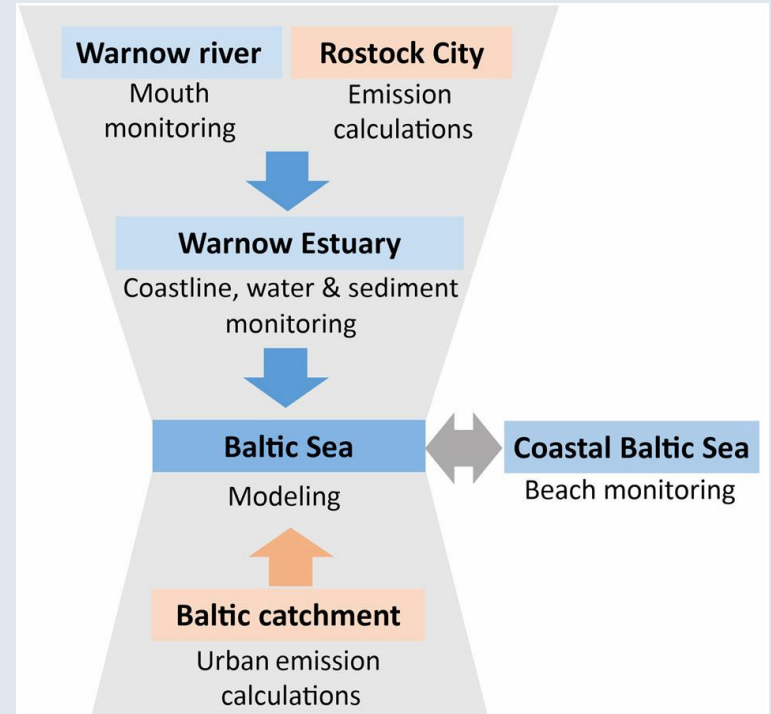 Warnow river
Mouth
monitoring
Rostock City
Emission
calculations
Warnow Estuary
Coastline, water & sediment
monitoring
Baltic Sea
Modeling
Coastal Baltic Sea
Beach monitoring
Baltic catchment
Urban emission
calculations